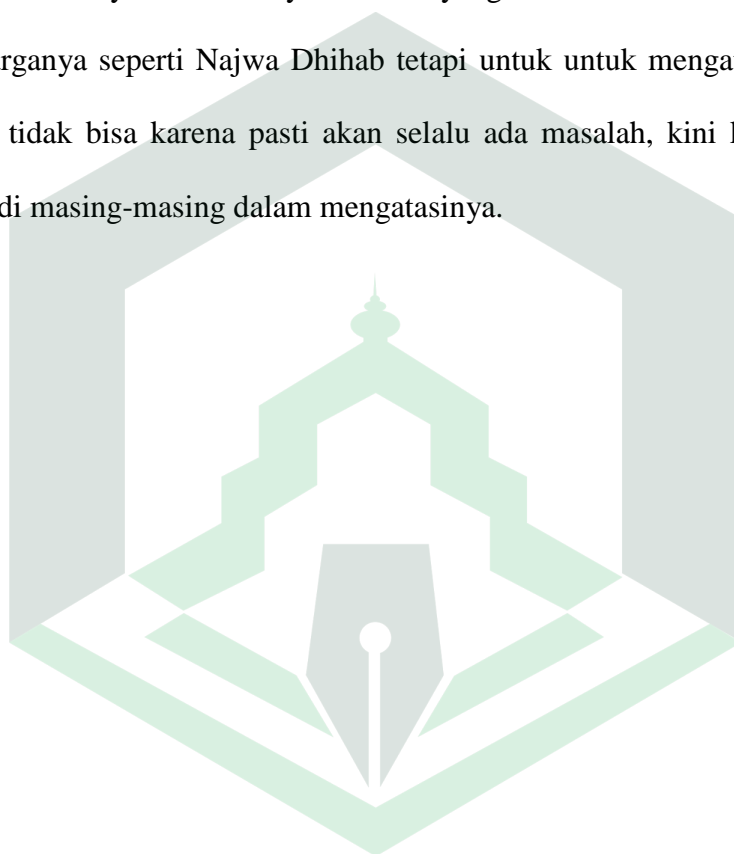 arganya seperti Najwa Dhihab tetapi untuk untuk menga
tidak bisa karena pasti akan selalu ada masalah, kini
di masing-masing dalam mengatasinya.